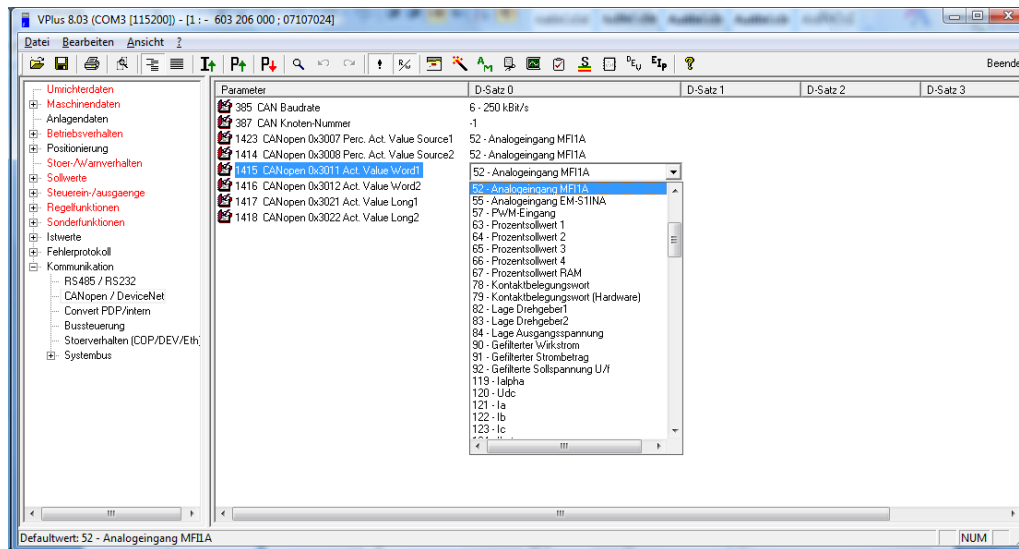 VPlus 8.03 (COM3 [115200]) - [1 : - 603 206 000 ; 07107024]
Datei Bearbeiten Ansicht ?
Beende
Umrichterdaten
Maschinendaten
Anlagendaten
Betriebsverhalten
Positionierung
Stoer-/Warnverhalten
Sollwerte
Steuerein-/ausgaenge
Regelfunktionen
Sonderfunktionen
Istwerte
Fehlerprotokoll
Kommunikation
RS485 / RS232
CANopen / DeviceNet
Convert PDP/intern
Bussteuerung
Stoerverhalten (COP/DEV/Eth)
Systembus
Parameter D-Satz 0 D-Satz 1 D-Satz 2 D-Satz 3
385 CAN Baudrate 6 - 250 kBit/s
387 CAN Knoten-Nummer -1
1423 CANopen 0x3007 Perc. Act. Value Source1 52 - Analogeingang MFI1A
1414 CANopen 0x3008 Perc. Act. Value Source2 52 - Analogeingang MFI1A
1415 CANopen 0x3011 Act. Value Word1 52 - Analogeingang MFI1A
1416 CANopen 0x3012 Act. Value Word2
1417 CANopen 0x3021 Act. Value Long1
1418 CANopen 0x3022 Act. Value Long2
52 - Analogeingang MFI1A
55 - Analogeingang EM-S1INA
57 - PWM-Eingang
63 - Prozentsollwert 1
64 - Prozentsollwert 2
65 - Prozentsollwert 3
66 - Prozentsollwert 4
67 - Prozentsollwert RAM
78 - Kontaktbelegungswort
79 - Kontaktbelegungswort (Hardware)
82 - Lage Drehgeber1
83 - Lage Drehgeber2
84 - Lage Ausgangsspannung
90 - Gefilterter Wirkstrom
91 - Gefilterter Strombetrag
92 - Gefilterte Sollspannung U/f
119 - Ialpha
120 - Udc
121 - Ia
122 - Ib
123 - Ic
Defaultwert: 52 - Analogeingang MFI1A NUM